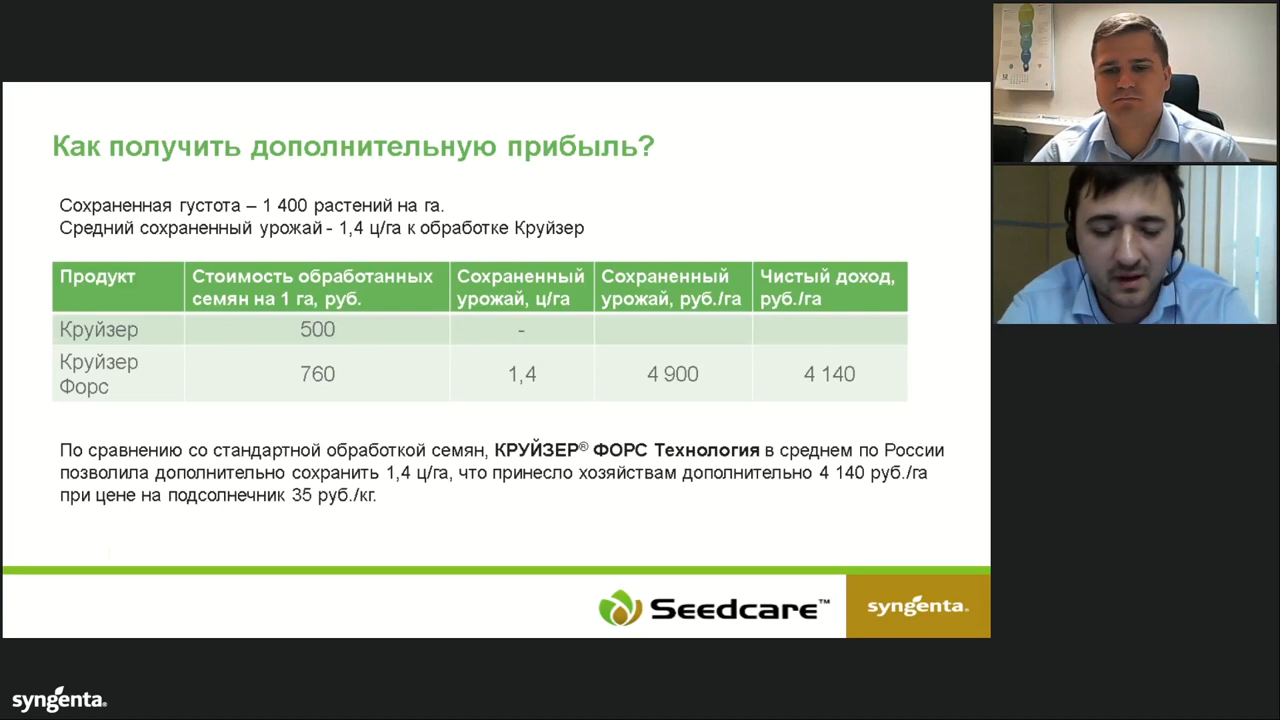 Как получить дополнительную прибыль?
Сохраненная густота – 1 400 растений на га.
Средний сохраненный урожай - 1,4 ц/га к обработке Круйзер
Продукт
Стоимость обработанных
семян на 1 га, руб.
Сохраненный
урожай, ц/га
Сохраненный
урожай, руб./га
Чистый доход,
руб./га
Круйзер
500
-
Круйзер
Форс
760
1,4
4 900
4 140
По сравнению со стандартной обработкой семян, КРУЙЗЕР® ФОРС Технология в среднем по России
позволила дополнительно сохранить 1,4 ц/га, что принесло хозяйствам дополнительно 4 140 руб./га
при цене на подсолнечник 35 руб./кг.
Seedcare™
syngenta.
syngenta.